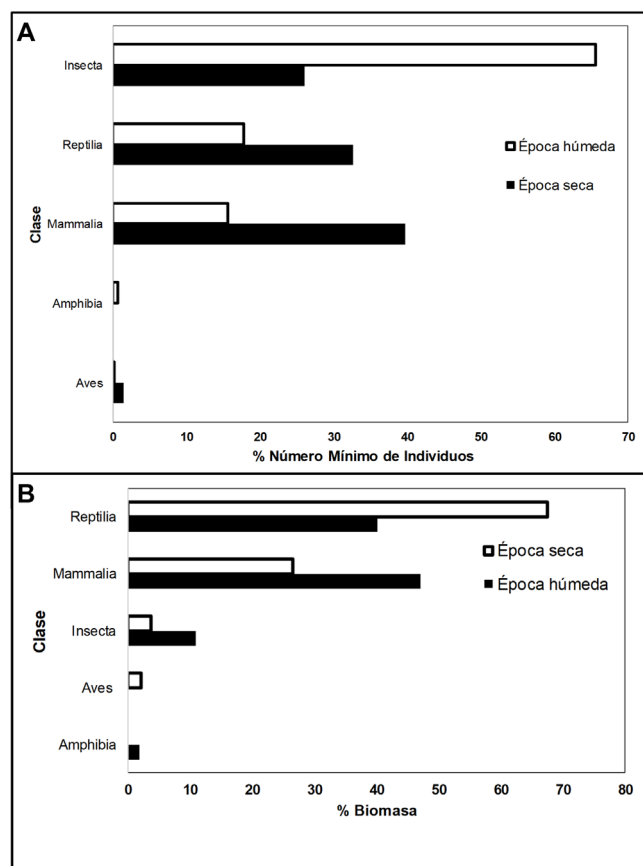 A
Insecta
Reptilia
Época húmeda
Época seca
Clase
Mammalia
Amphibia
Aves
0 10 20 30 40 50 60 70
% Número Mínimo de Individuos
B
Reptilia
Época seca
Mammalia
Época húmeda
Clase
Insecta
Aves
Amphibia
0 10 20 30 40 50 60 70 80
% Biomasa